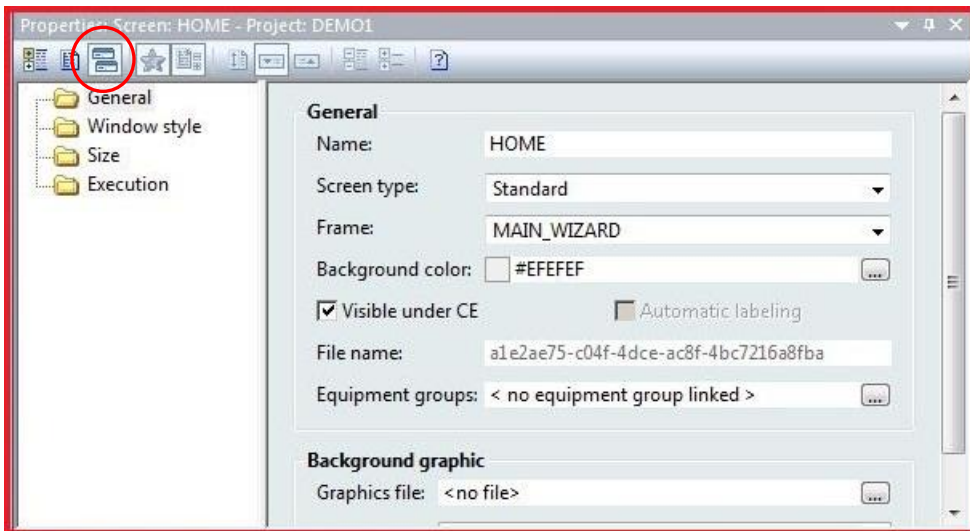 Properties: Screen: HOME - Project: DEMO1
General
Window style
Size
Execution
General
Name: HOME
Screen type: Standard
Frame: MAIN_WIZARD
Background color: #EFEFEF ...
Visible under CE Automatic labeling
File name: a1e2ae75-c04f-4dce-ac8f-4bc7216a8fba
Equipment groups: < no equipment group linked > ...
Background graphic
Graphics file: <no file> ...